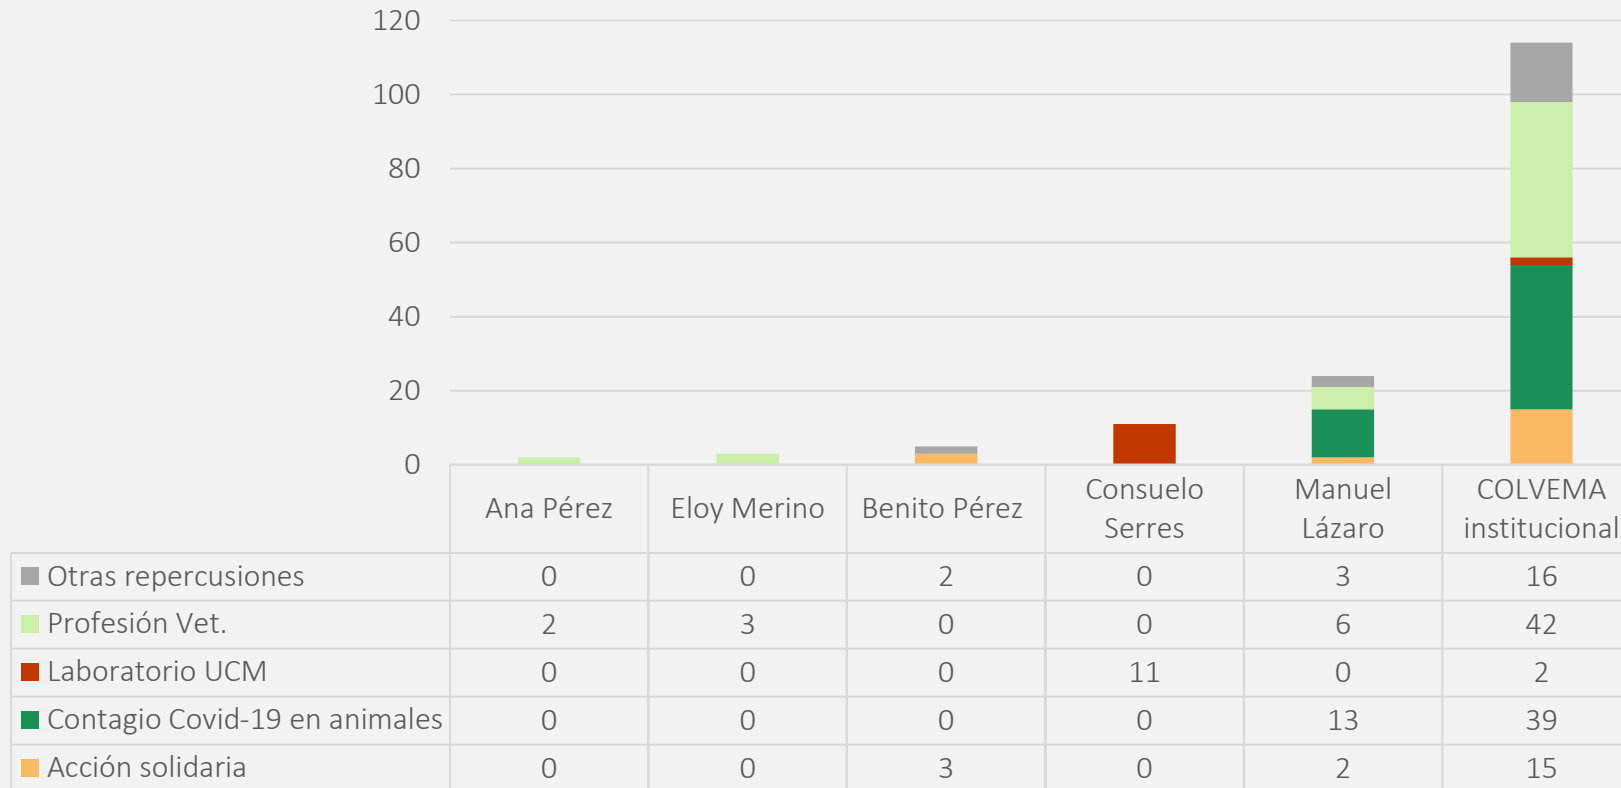 120
100
80
60
40
20
0
Ana Pérez Eloy Merino Benito Pérez Consuelo Serres Manuel Lázaro COLVEMA institucional
Otras repercusiones 0 0 2 0 3 16
Profesión Vet. 2 3 0 0 6 42
Laboratorio UCM 0 0 0 11 0 2
Contagio Covid-19 en animales 0 0 0 0 13 39
Acción solidaria 0 0 3 0 2 15